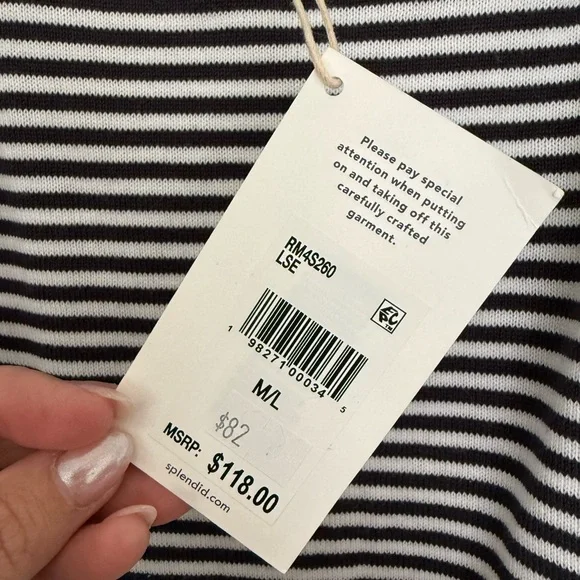 Please pay special
attention when putting
on and taking off this
carefully crafted
garment.
RM4S260
LSE
1 98271 00034 5
M/L
$82
MSRP: $118.00
splendid.com